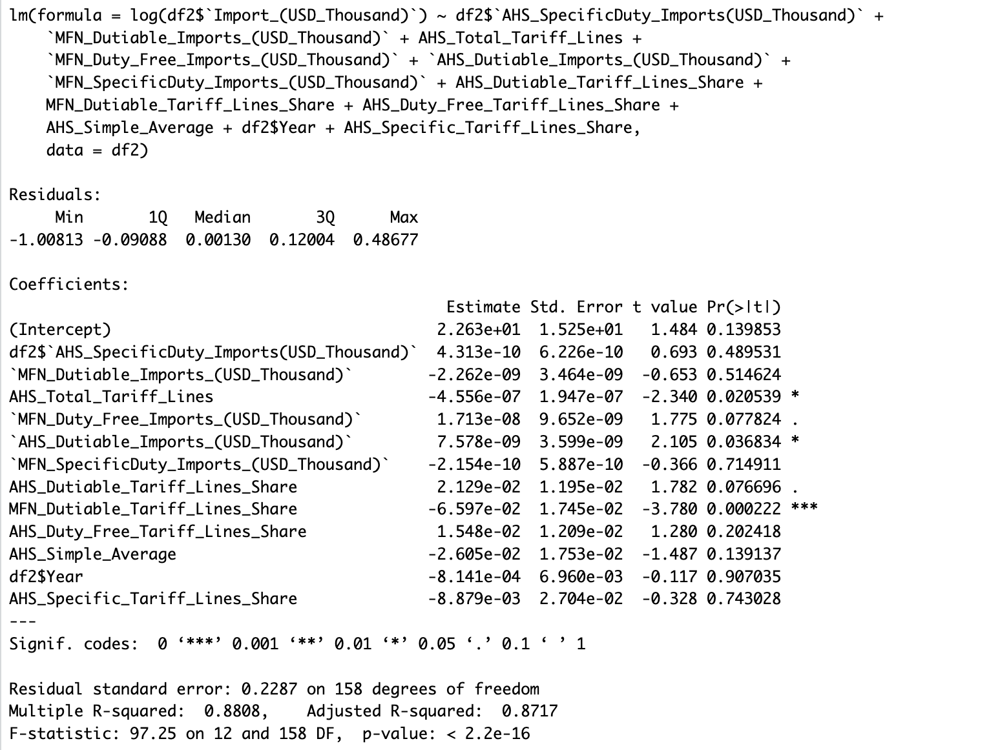 lm(formula = log(df2$`Import_(USD_Thousand)`) ~ df2$`AHS_SpecificDuty_Imports(USD_Thousand)` +
    `MFN_Dutiable_Imports_(USD_Thousand)` + AHS_Total_Tariff_Lines +
    `MFN_Duty_Free_Imports_(USD_Thousand)` + `AHS_Dutiable_Imports_(USD_Thousand)` +
    `MFN_SpecificDuty_Imports_(USD_Thousand)` + AHS_Dutiable_Tariff_Lines_Share +
    MFN_Dutiable_Tariff_Lines_Share + AHS_Duty_Free_Tariff_Lines_Share +
    AHS_Simple_Average + df2$Year + AHS_Specific_Tariff_Lines_Share,
    data = df2)
Residuals:
     Min       1Q   Median       3Q      Max
-1.00813 -0.09088  0.00130  0.12004  0.48677
Coefficients:
                                               Estimate Std. Error t value Pr(>|t|)
(Intercept)                                   2.263e+01  1.525e+01   1.484 0.139853
df2$`AHS_SpecificDuty_Imports(USD_Thousand)`  4.313e-10  6.226e-10   0.693 0.489531
`MFN_Dutiable_Imports_(USD_Thousand)`        -2.262e-09  3.464e-09  -0.653 0.514624
AHS_Total_Tariff_Lines                       -4.556e-07  1.947e-07  -2.340 0.020539 *
`MFN_Duty_Free_Imports_(USD_Thousand)`        1.713e-08  9.652e-09   1.775 0.077824 .
`AHS_Dutiable_Imports_(USD_Thousand)`         7.578e-09  3.599e-09   2.105 0.036834 *
`MFN_SpecificDuty_Imports_(USD_Thousand)`    -2.154e-10  5.887e-10  -0.366 0.714911
AHS_Dutiable_Tariff_Lines_Share               2.129e-02  1.195e-02   1.782 0.076696 .
MFN_Dutiable_Tariff_Lines_Share              -6.597e-02  1.745e-02  -3.780 0.000222 ***
AHS_Duty_Free_Tariff_Lines_Share              1.548e-02  1.209e-02   1.280 0.202418
AHS_Simple_Average                           -2.605e-02  1.753e-02  -1.487 0.139137
df2$Year                                     -8.141e-04  6.960e-03  -0.117 0.907035
AHS_Specific_Tariff_Lines_Share              -8.879e-03  2.704e-02  -0.328 0.743028
---
Signif. codes:  0 ‘***’ 0.001 ‘**’ 0.01 ‘*’ 0.05 ‘.’ 0.1 ‘ ’ 1
Residual standard error: 0.2287 on 158 degrees of freedom
Multiple R-squared:  0.8808,    Adjusted R-squared:  0.8717
F-statistic: 97.25 on 12 and 158 DF,  p-value: < 2.2e-16